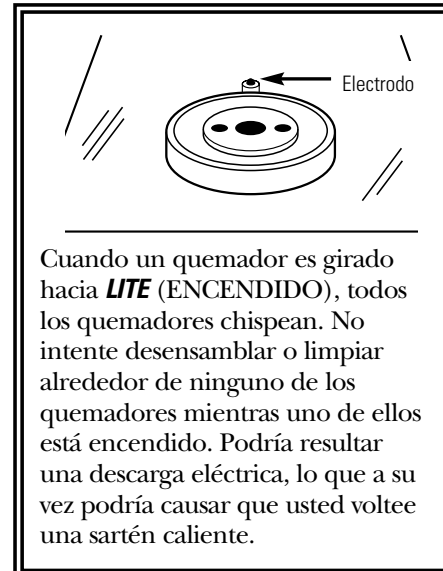 Electrodo
Cuando un quemador es girado
hacia LITE (ENCENDIDO), todos
los quemadores chispean. No
intente desensamblar o limpiar
alrededor de ninguno de los
quemadores mientras uno de ellos
está encendido. Podría resultar
una descarga eléctrica, lo que a su
vez podría causar que usted voltee
una sartén caliente.